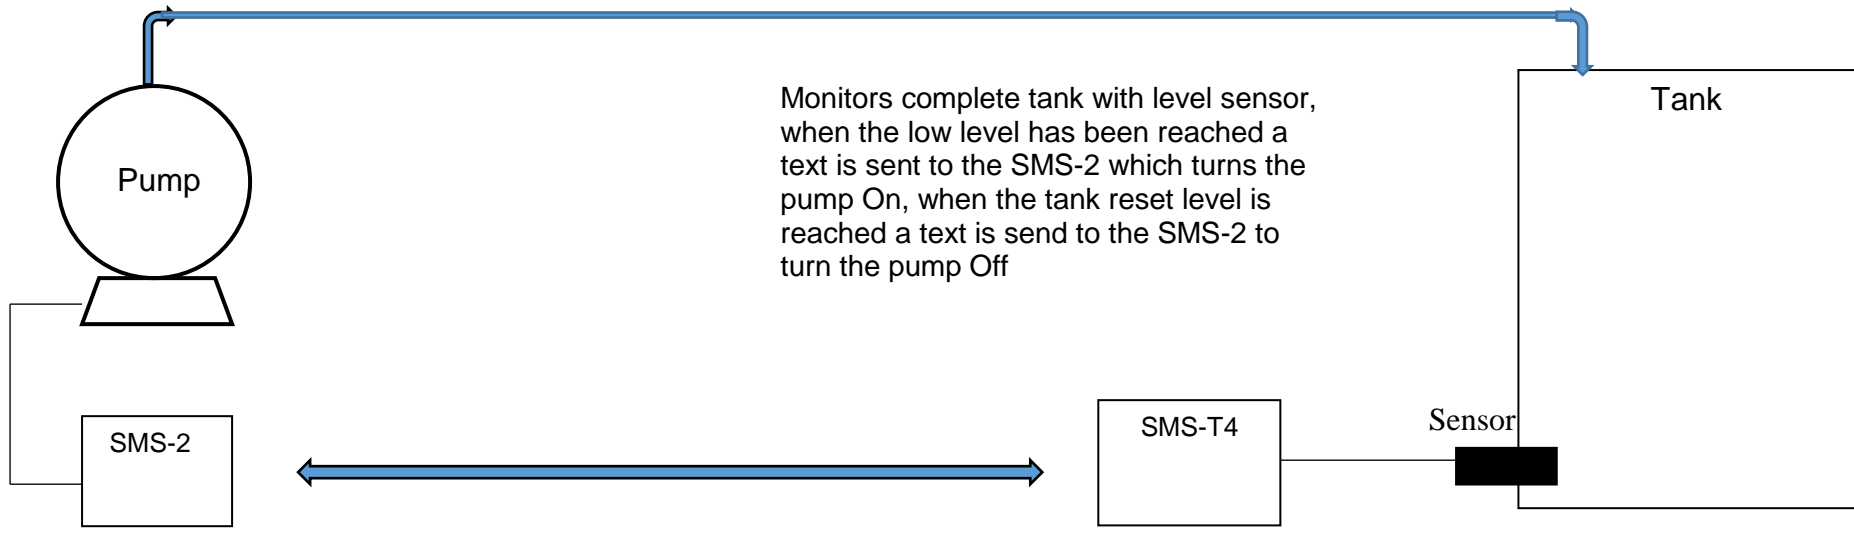 Monitors complete tank with level sensor,
when the low level has been reached a
text is sent to the SMS-2 which turns the
pump On, when the tank reset level is
reached a text is send to the SMS-2 to
turn the pump Off
Tank
Pump
SMS-2
SMS-T4
Sensor